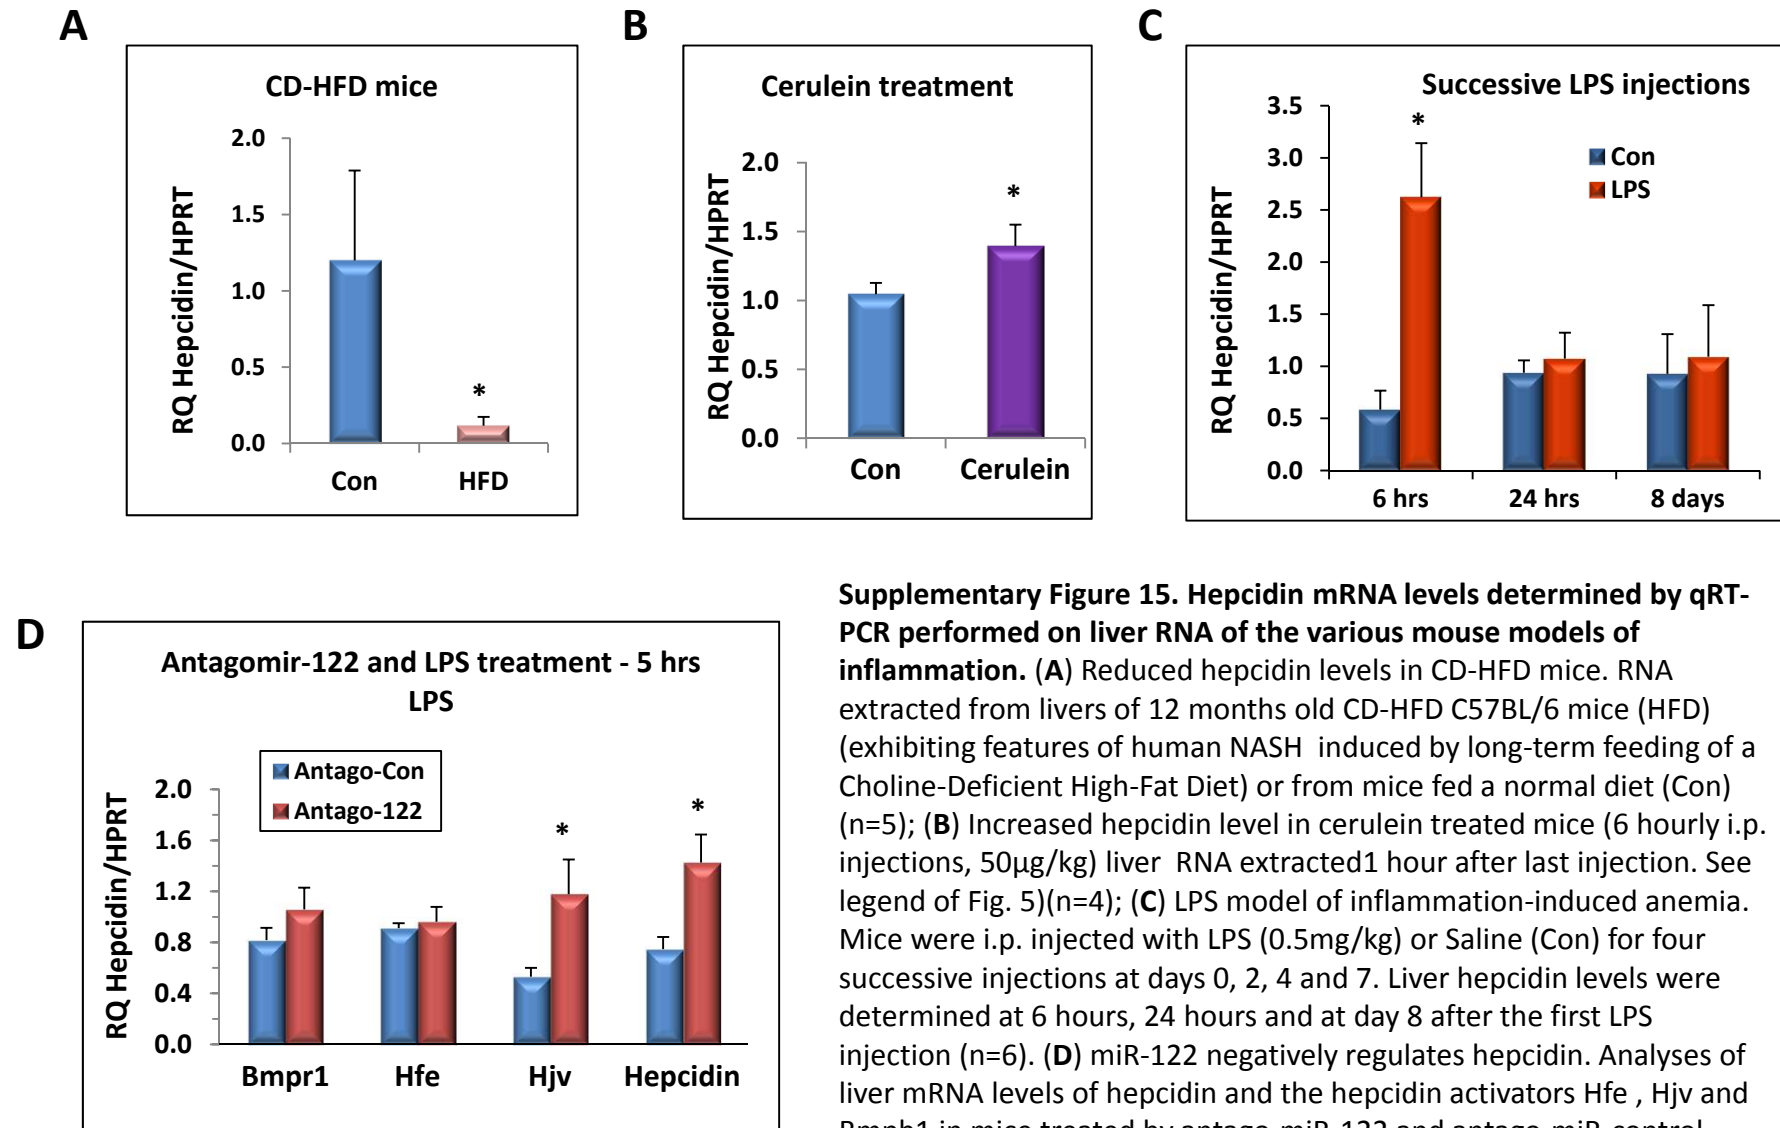 A
CD-HFD mice
RQ Hepcidin/HPRT
2.0
1.5
1.0
0.5
0.0
*
Con HFD
B
Cerulein treatment
RQ Hepcidin/HPRT
2.0
1.5
1.0
0.5
0.0
*
Con Cerulein
C
Successive LPS injections
RQ Hepcidin/HPRT
3.5
3.0
2.5
2.0
1.5
1.0
0.5
0.0
*
Con
LPS
6 hrs 24 hrs 8 days
D
Antagomir-122 and LPS treatment - 5 hrs
LPS
Antago-Con
Antago-122
RQ Hepcidin/HPRT
2.0
1.6
1.2
0.8
0.4
0.0
* *
Bmpr1 Hfe Hjv Hepcidin
Supplementary Figure 15. Hepcidin mRNA levels determined by qRT-
PCR performed on liver RNA of the various mouse models of
inflammation. (A) Reduced hepcidin levels in CD-HFD mice. RNA
extracted from livers of 12 months old CD-HFD C57BL/6 mice (HFD)
(exhibiting features of human NASH induced by long-term feeding of a
Choline-Deficient High-Fat Diet) or from mice fed a normal diet (Con)
(n=5); (B) Increased hepcidin level in cerulein treated mice (6 hourly i.p.
injections, 50µg/kg) liver RNA extracted1 hour after last injection. See
legend of Fig. 5)(n=4); (C) LPS model of inflammation-induced anemia.
Mice were i.p. injected with LPS (0.5mg/kg) or Saline (Con) for four
successive injections at days 0, 2, 4 and 7. Liver hepcidin levels were
determined at 6 hours, 24 hours and at day 8 after the first LPS
injection (n=6). (D) miR-122 negatively regulates hepcidin. Analyses of
liver mRNA levels of hepcidin and the hepcidin activators Hfe , Hjv and
in mice treated by antago-miR-122 and antago-miR-control